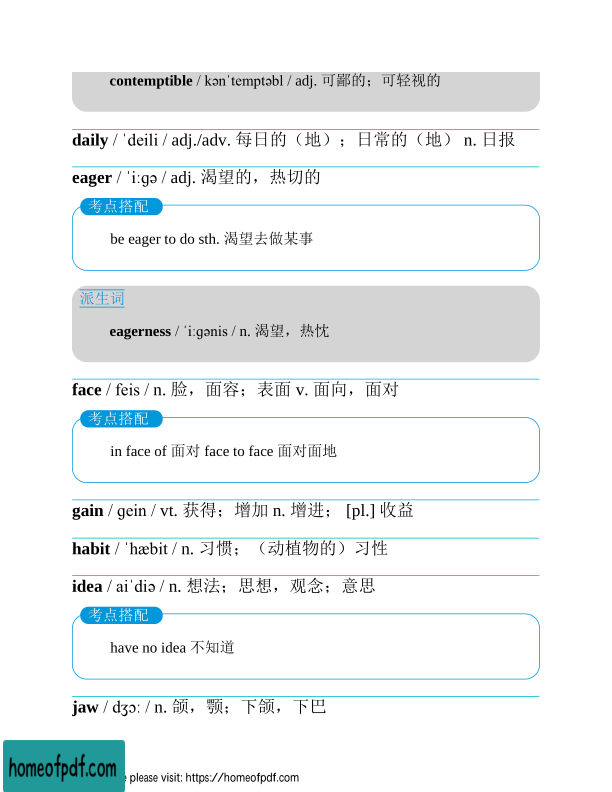 contemptible / kənˈtemptəbl / adj. 可鄙的；可轻视的
daily / ˈdeili / adj./adv. 每日的（地）；日常的（地） n. 日报
eager / ˈiːɡə / adj. 渴望的，热切的
考点搭配
be eager to do sth. 渴望去做某事
派生词
eagerness / ˈiːɡənis / n. 渴望，热忱
face / feis / n. 脸，面容；表面 v. 面向，面对
考点搭配
in face of 面对 face to face 面对面地
gain / ɡein / vt. 获得；增加 n. 增进； [pl.] 收益
habit / ˈhæbit / n. 习惯；（动植物的）习性
idea / aiˈdiə / n. 想法；思想，观念；意思
考点搭配
have no idea 不知道
jaw / dʒɔː / n. 颌，颚；下颌，下巴
homeofpdf.com
please visit: https://homeofpdf.com